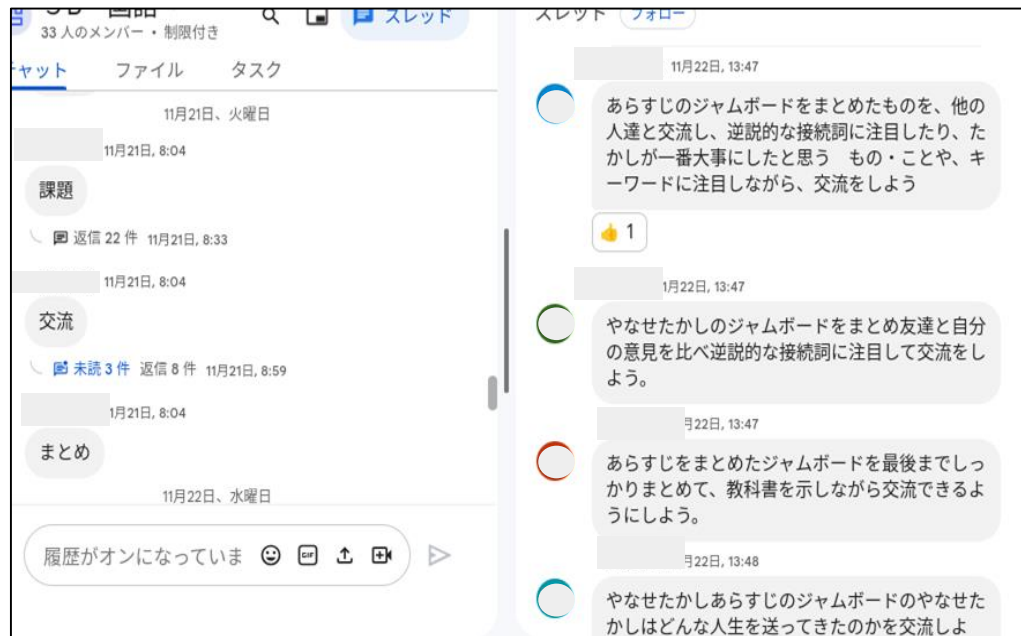 33 人のメンバー・制限付き
スレッド
チャット ファイル タスク
11月21日、火曜日
11月21日, 8:04
課題
返信 22 件 11月21日, 8:33
11月21日, 8:04
交流
未読 3 件 返信 8 件 11月21日, 8:59
1月21日, 8:04
まとめ
11月22日、水曜日
履歴がオンになっていま
GIF
スレッド フォロー
11月22日, 13:47
あらすじのジャムボードをまとめたものを、他の
人達と交流し、逆説的な接続詞に注目したり、た
かしが一番大事にしたと思う もの・ことや、キ
ーワードに注目しながら、交流をしよう
👍 1
1月22日, 13:47
やなせたかしのジャムボードをまとめ友達と自分
の意見を比べ逆説的な接続詞に注目して交流をし
よう。
月22日, 13:47
あらすじをまとめたジャムボードを最後までしっ
かりまとめて、教科書を示しながら交流できるよ
うにしよう。
月22日, 13:48
やなせたかしあらすじのジャムボードのやなせた
かしはどんな人生を送ってきたのかを交流しよ